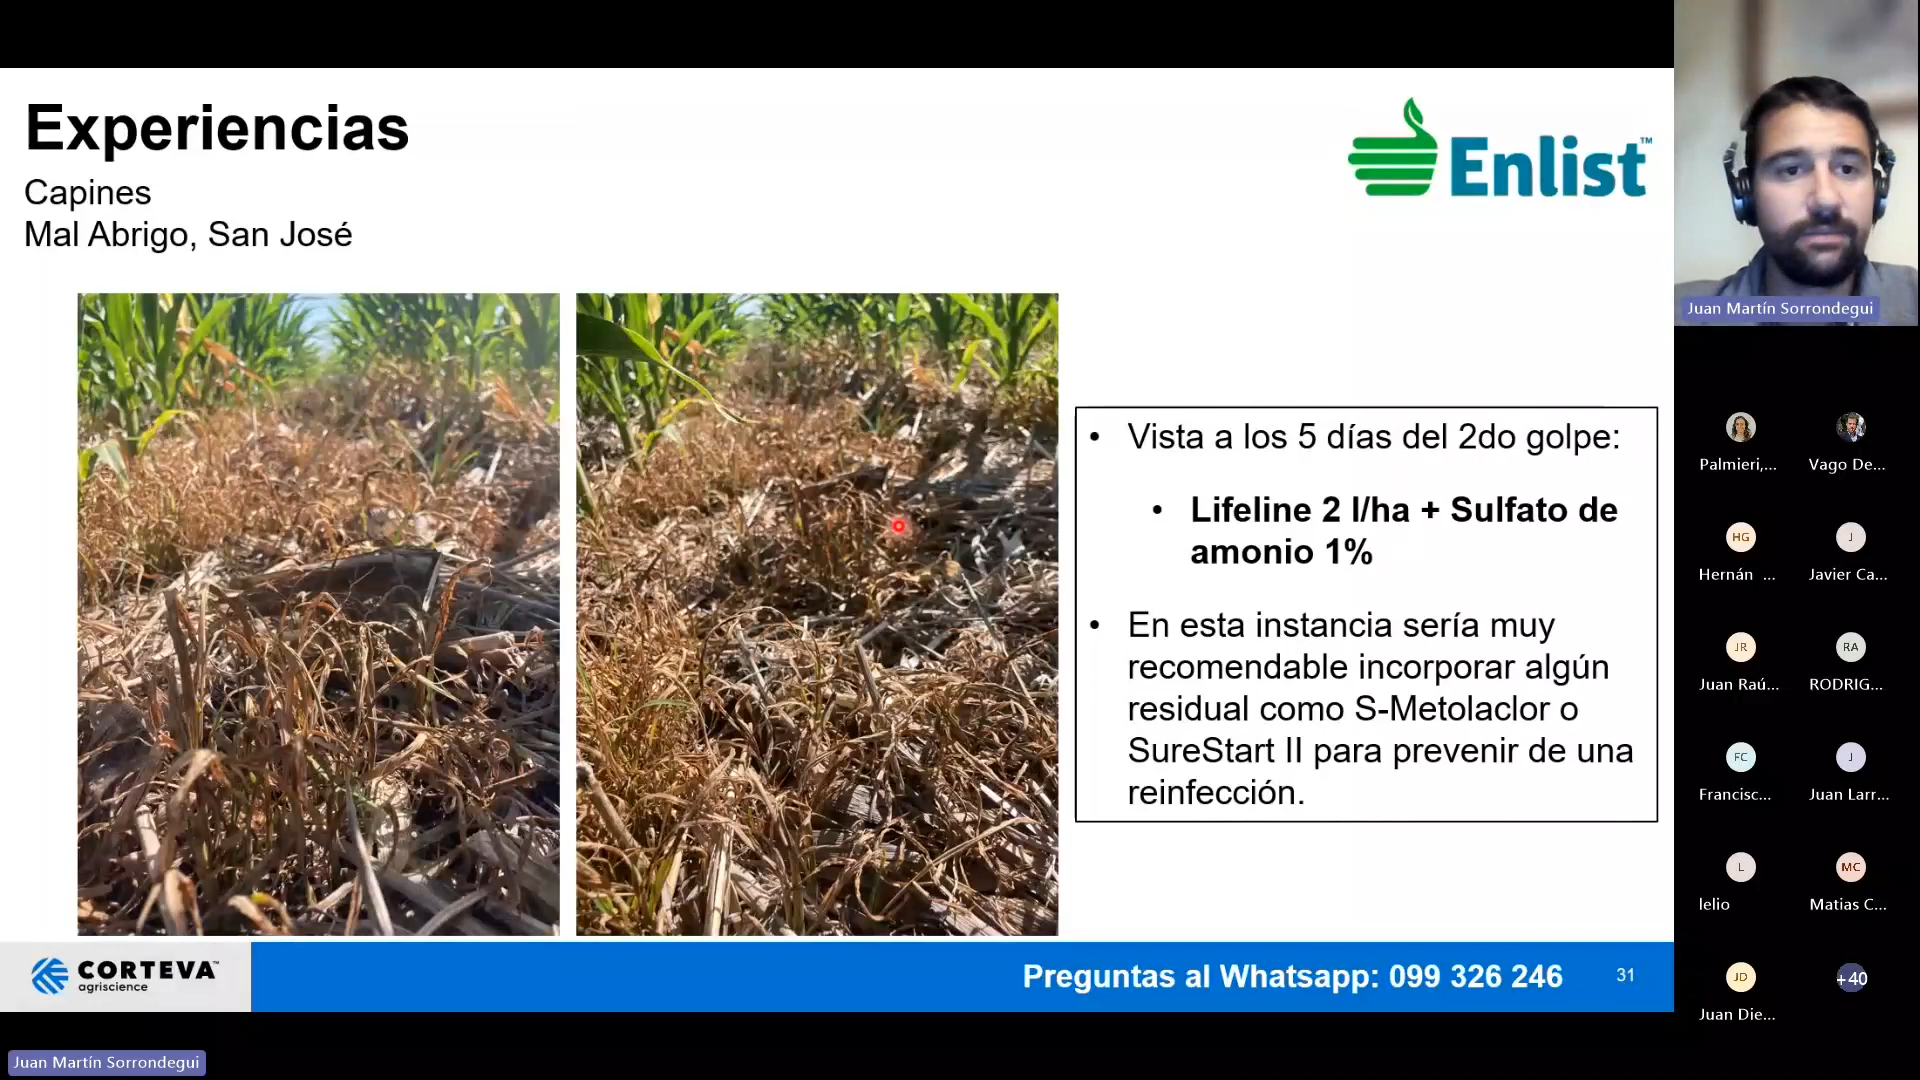 Experiencias
Capines
Mal Abrigo, San José
Enlist™
Vista a los 5 días del 2do golpe:
Lifeline 2 l/ha + Sulfato de
amonio 1%
En esta instancia sería muy
recomendable incorporar algún
residual como S-Metolaclor o
SureStart II para prevenir de una
reinfección.
CORTEVA™
agriscience
Preguntas al Whatsapp: 099 326 246
31
Juan Martín Sorrondegui
Juan Martín Sorrondegui
Palmieri,...
Vago De...
HG
J
Hernán ...
Javier Ca...
JR
RA
Juan Raú...
RODRIG...
FC
J
Francisc...
Juan Larr...
L
MC
lelio
Matias C...
JD
+40
Juan Die...